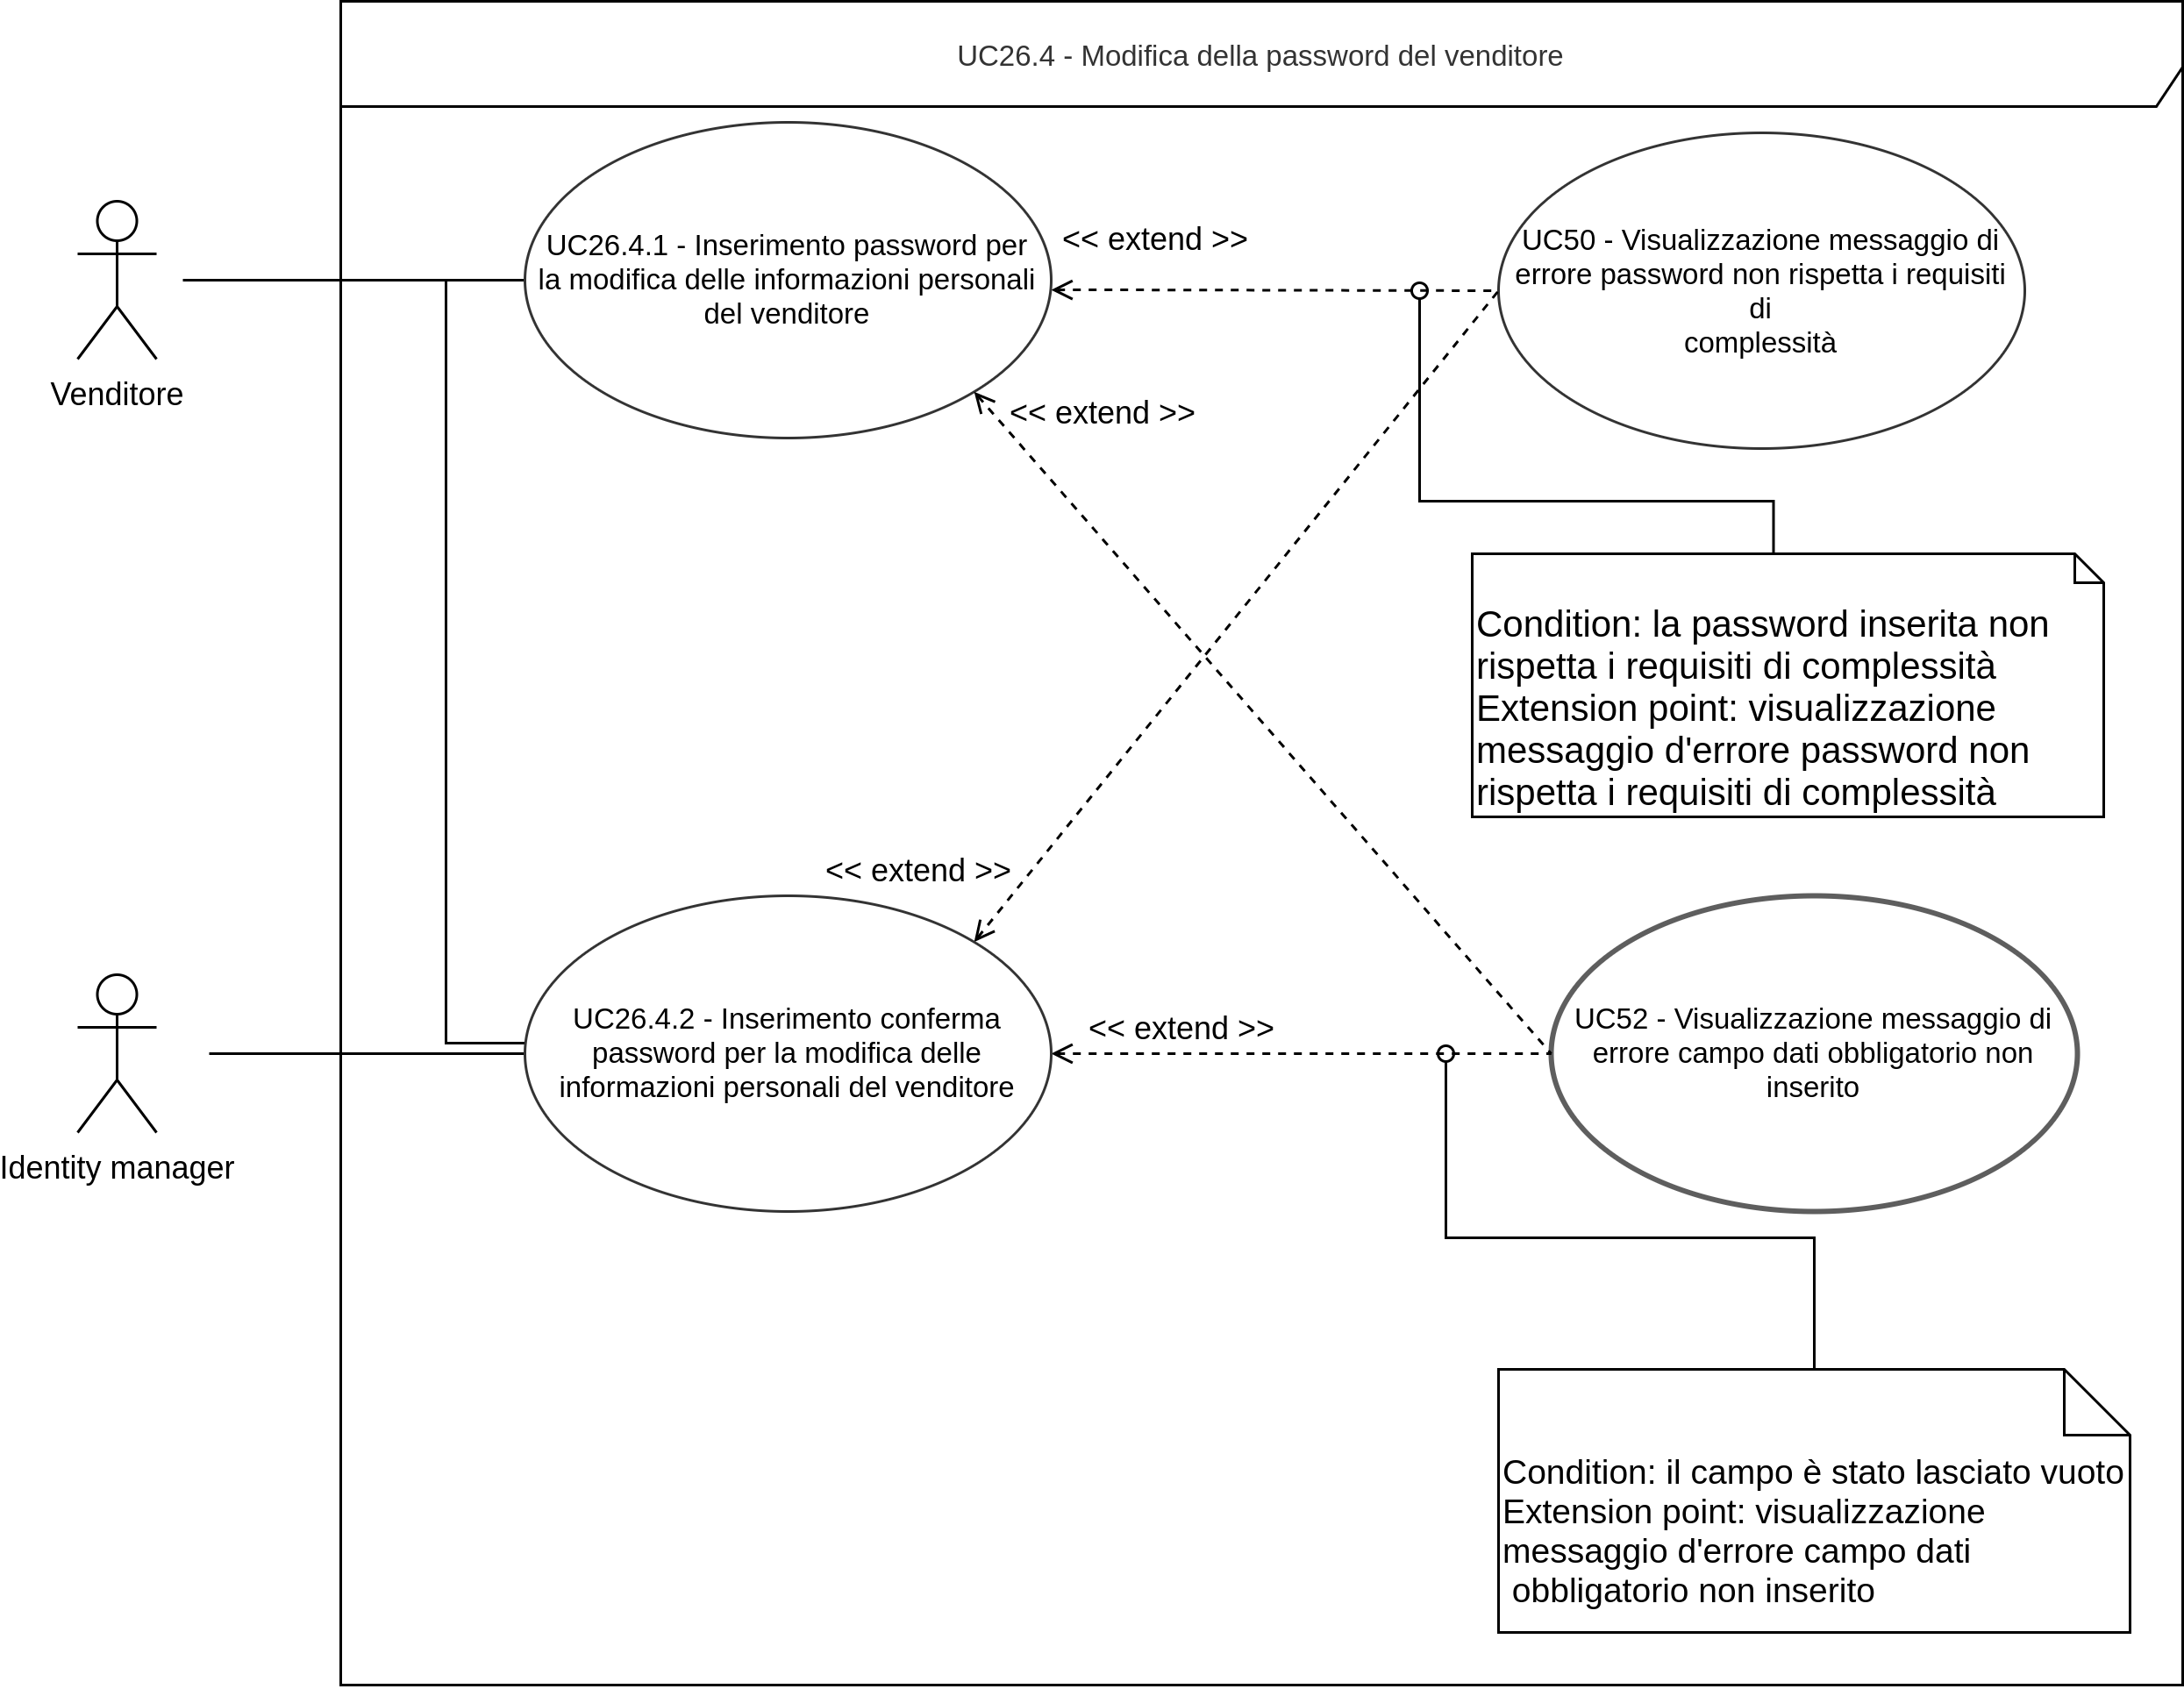 UC26.4 - Modifica della password del venditore
Venditore
UC26.4.1 - Inserimento password per
la modifica delle informazioni personali
del venditore
<< extend >>
UC50 - Visualizzazione messaggio di
errore password non rispetta i requisiti
di
complessità
<< extend >>
Condition: la password inserita non
rispetta i requisiti di complessità
Extension point: visualizzazione
messaggio d'errore password non
rispetta i requisiti di complessità
<< extend >>
Identity manager
UC26.4.2 - Inserimento conferma
password per la modifica delle
informazioni personali del venditore
<< extend >>
UC52 - Visualizzazione messaggio di
errore campo dati obbligatorio non
inserito
Condition: il campo è stato lasciato vuoto
Extension point: visualizzazione
messaggio d'errore campo dati
obbligatorio non inserito